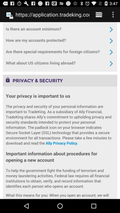 3:47
https://application.tradeking.co
Is there an account minimum?
How are my accounts protected?
Are there special requirements for foreign citizens?
What about US citizens living abroad?
PRIVACY & SECURITY
Your privacy is important to us
The privacy and security of your personal information are
important to TradeKing. As a subsidiary of Ally Financial,
TradeKing shares Ally's commitment to upholding privacy and
security standards intended to protect your personal
information. The padlock icon on your browser indicates
Secure Socket Layer (SSL) technology that provides a secure
environment for all transactions. Please take a few minutes to
download and read the Ally Privacy Policy.
Important information about procedures for
opening a new account
To help the government fight the funding of terrorism and
money laundering activities, Federal law requires all financial
institutions to obtain, verify, and record information that
identifies each person who opens an account.
What this means for you: When you open an account, we will